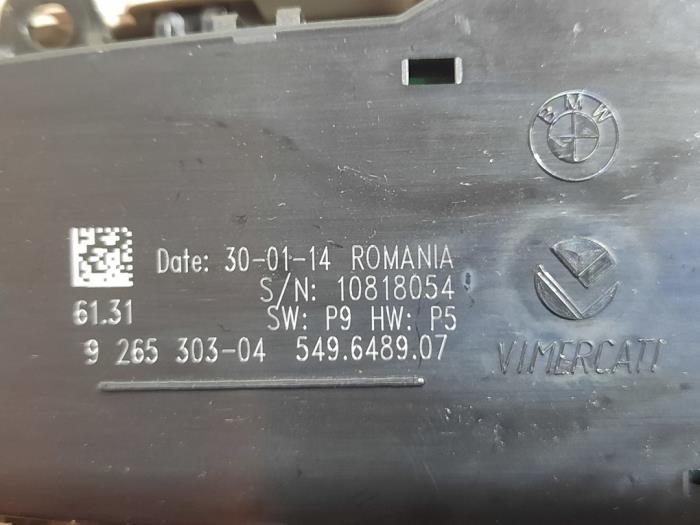 BMW
Date: 30-01-14 ROMANIA
S/N: 10818054
61.31
SW: P9 HW: P5
9 265 303-04 549.6489.07
VIMERCATI